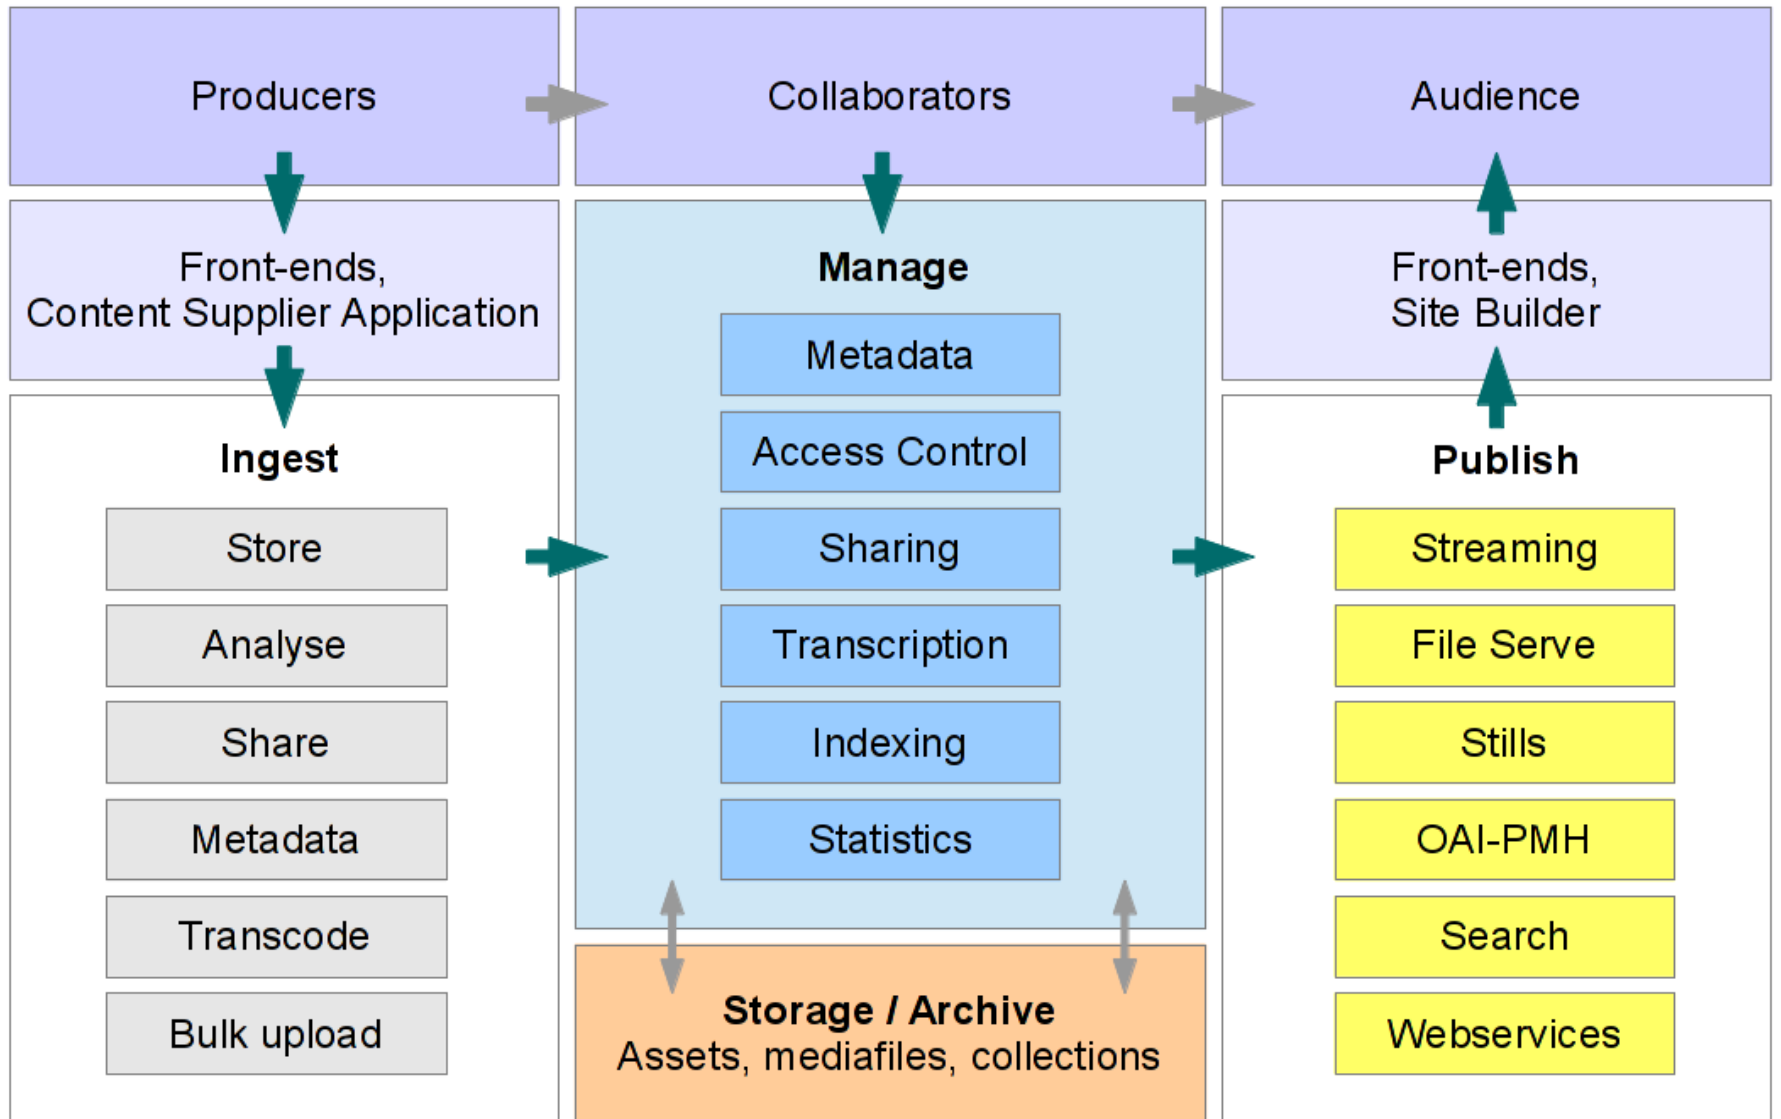 Producers
Collaborators
Audience
Front-ends,
Content Supplier Application
Ingest
Store
Analyse
Share
Metadata
Transcode
Bulk upload
Manage
Metadata
Access Control
Sharing
Transcription
Indexing
Statistics
Storage / Archive
Assets, mediafiles, collections
Front-ends,
Site Builder
Publish
Streaming
File Serve
Stills
OAI-PMH
Search
Webservices